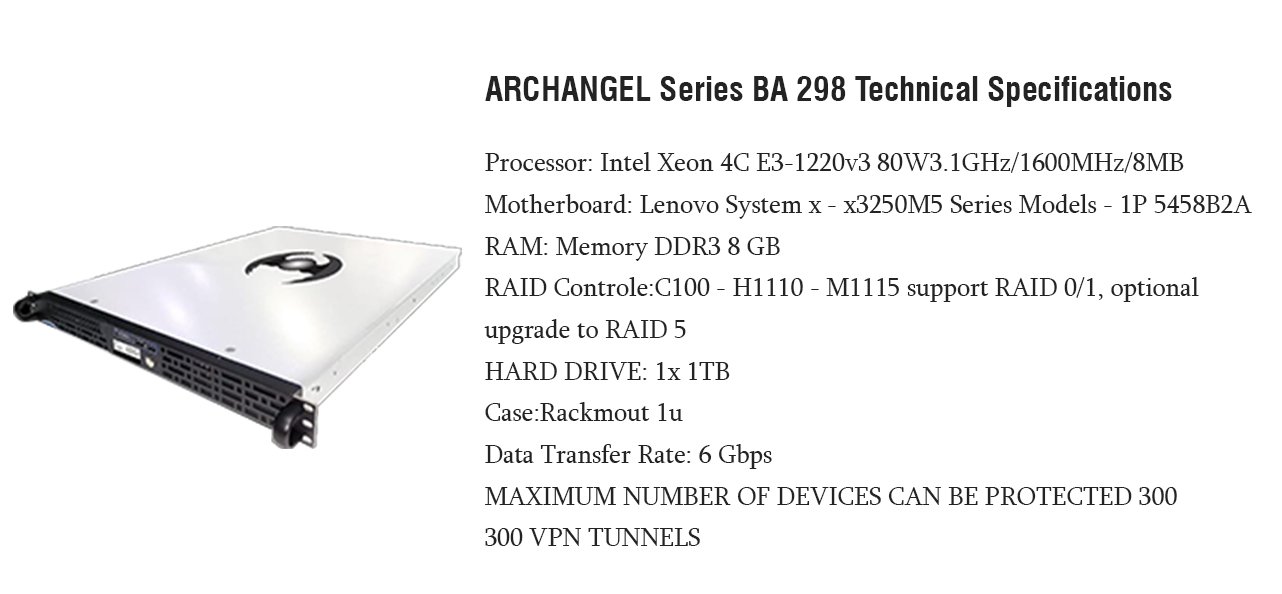 ARCHANGEL Series BA 298 Technical Specifications
Processor: Intel Xeon 4C E3-1220v3 80W3.1GHz/1600MHz/8MB
Motherboard: Lenovo System x - x3250M5 Series Models - 1P 5458B2A
RAM: Memory DDR3 8 GB
RAID Controle:C100 - H1110 - M1115 support RAID 0/1, optional
upgrade to RAID 5
HARD DRIVE: 1x 1TB
Case:Rackmout 1u
Data Transfer Rate: 6 Gbps
MAXIMUM NUMBER OF DEVICES CAN BE PROTECTED 300
300 VPN TUNNELS